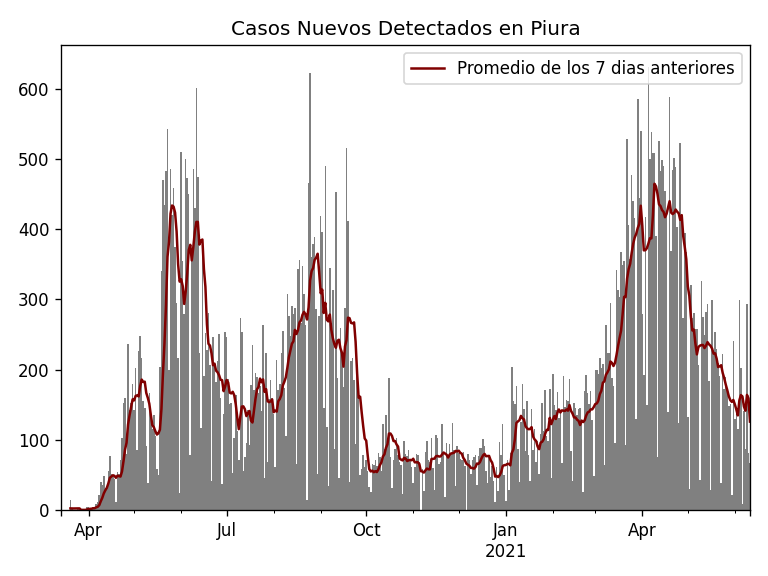 Casos Nuevos Detectados en Piura
Promedio de los 7 dias anteriores
600
500
400
300
200
100
0
Apr Jul Oct Jan Apr
2021